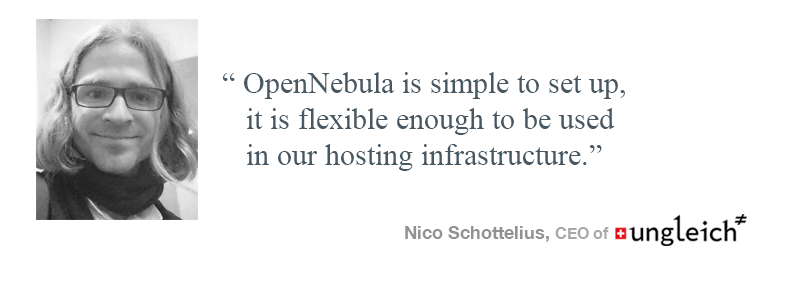 “ OpenNebula is simple to set up,
it is flexible enough to be used
in our hosting infrastructure.”
Nico Schottelius, CEO of ungleich≠